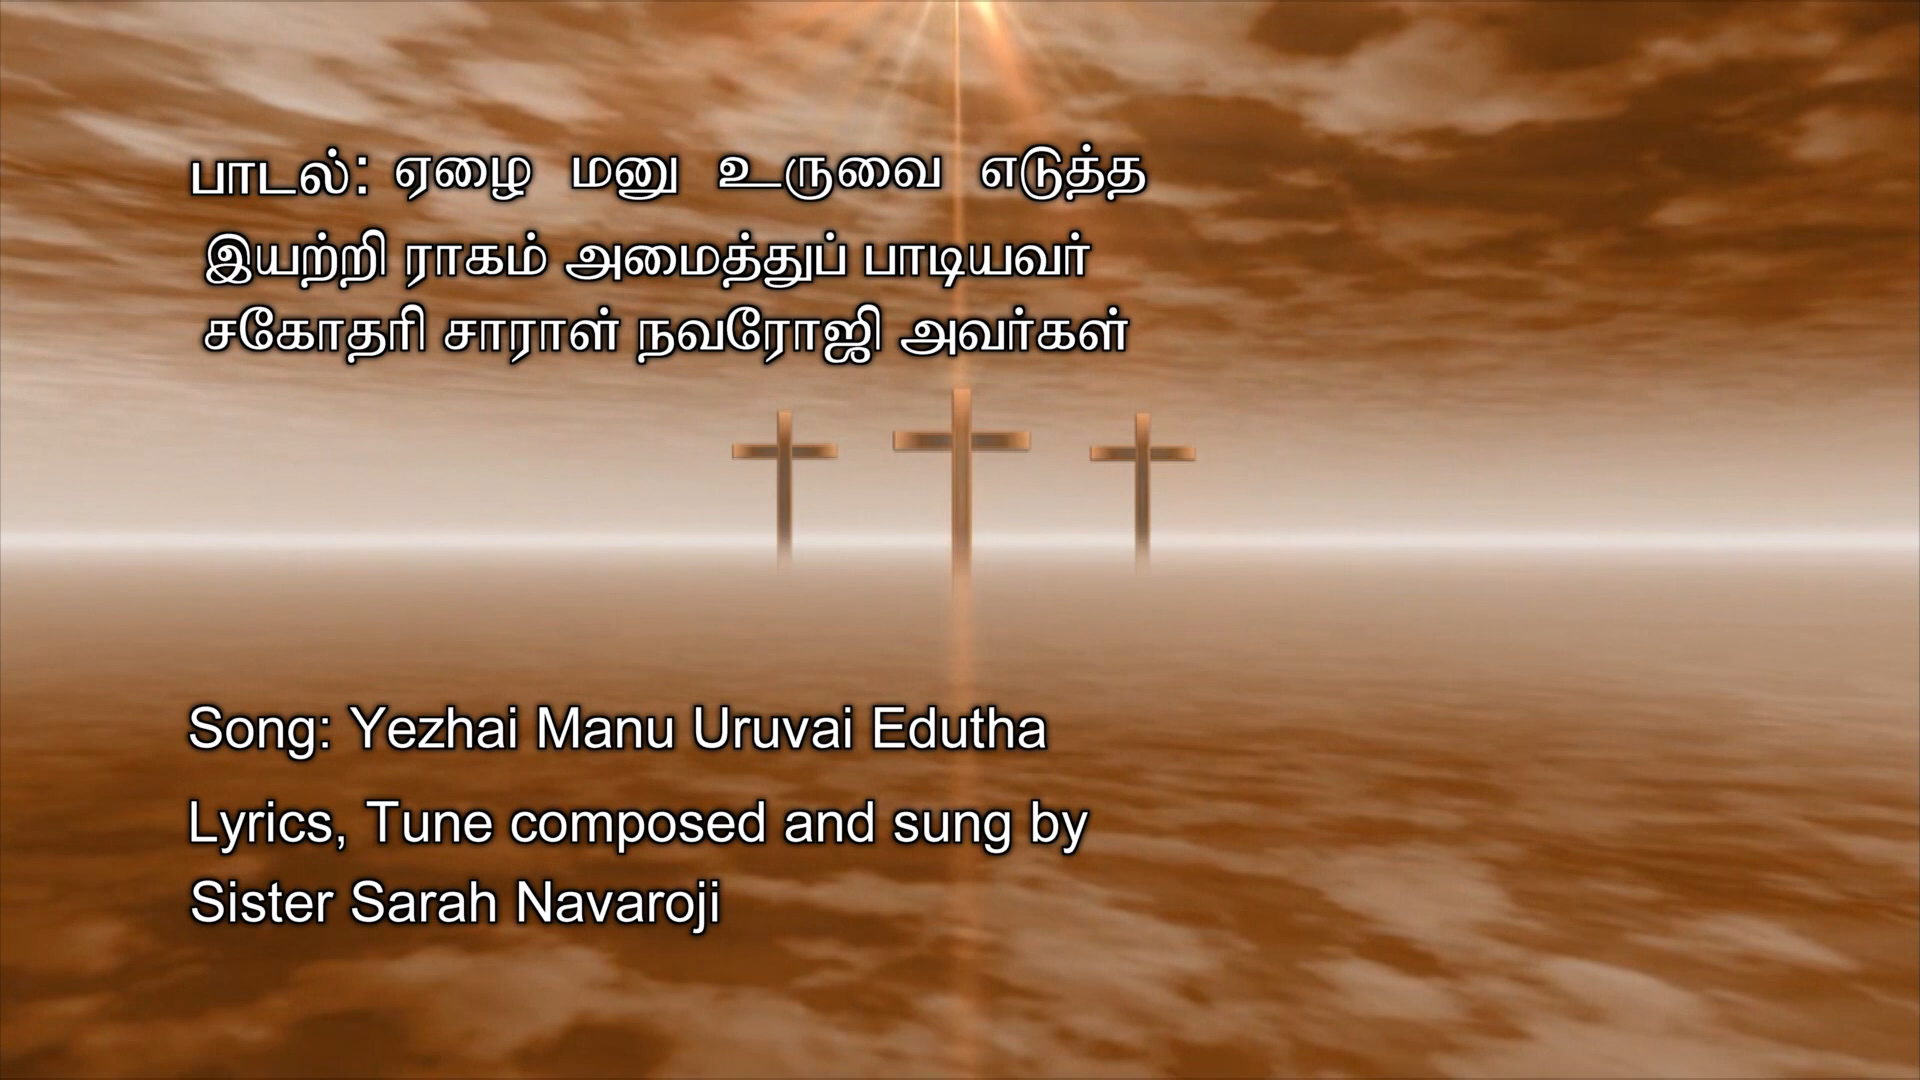 பாடல்: ஏழை மனு உருவை எடுத்த
இயற்றி ராகம் அமைத்துப் பாடியவர்
சகோதரி சாராள் நவரோஜி அவர்கள்
Song: Yezhai Manu Uruvai Edutha
Lyrics, Tune composed and sung by
Sister Sarah Navaroji